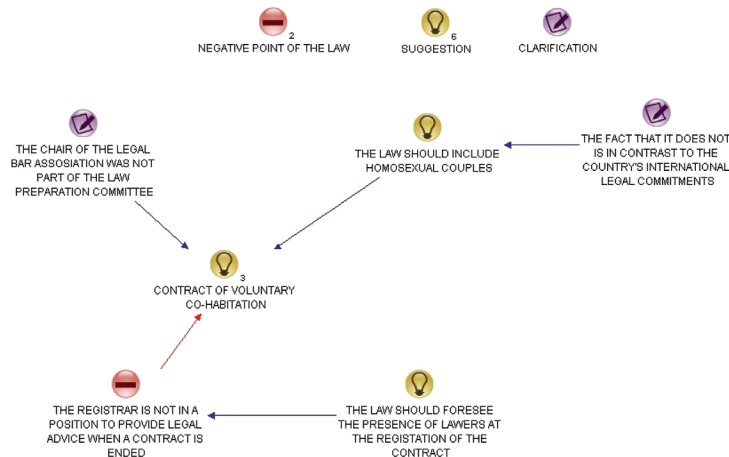 2
NEGATIVE POINT OF THE LAW
6
SUGGESTION
CLARIFICATION
THE CHAIR OF THE LEGAL
BAR ASSOSIATION WAS NOT
PART OF THE LAW
PREPARATION COMMITTEE
THE LAW SHOULD INCLUDE
HOMOSEXUAL COUPLES
THE FACT THAT IT DOES NOT
IS IN CONTRAST TO THE
COUNTRY'S INTERNATIONAL
LEGAL COMMITMENTS
3
CONTRACT OF VOLUNTARY
CO-HABITATION
THE REGISTRAR IS NOT IN A
POSITION TO PROVIDE LEGAL
ADVICE WHEN A CONTRACT IS
ENDED
THE LAW SHOULD FORESEE
THE PRESENCE OF LAWERS AT
THE REGISTATION OF THE
CONTRACT